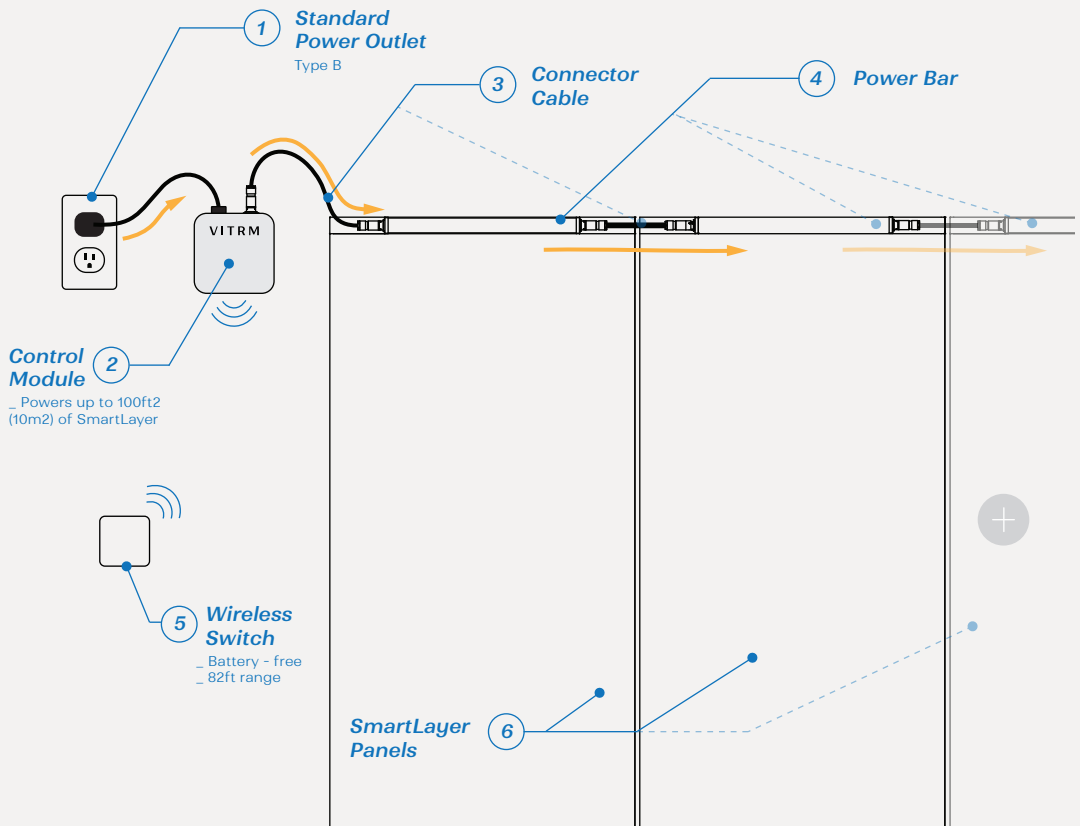 1
Standard
Power Outlet
Type B
3
Connector
Cable
4
Power Bar
VITRM
Control
Module
2
_ Powers up to 100ft2
(10m2) of SmartLayer
5
Wireless
Switch
_ Battery - free
_ 82ft range
SmartLayer
Panels
6